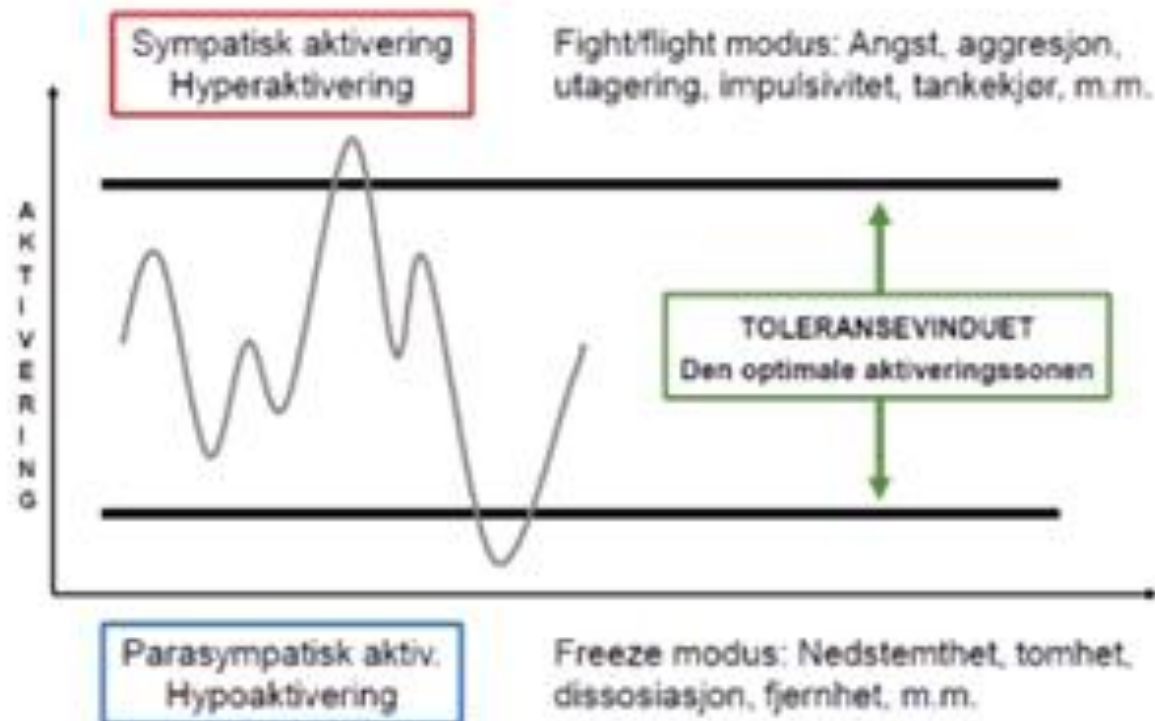 Sympatisk aktivering
Hyperaktivering
Fight/flight modus: Angst, aggresjon,
utagering, impulsivitet, tankekjør, m.m.
AKTIVERING
TOLERANSEVINDUET
Den optimale aktiveringssonen
Parasympatisk aktiv.
Hypoaktivering
Freeze modus: Nedstemthet, tomhet,
dissosiasjon, fjernhet, m.m.